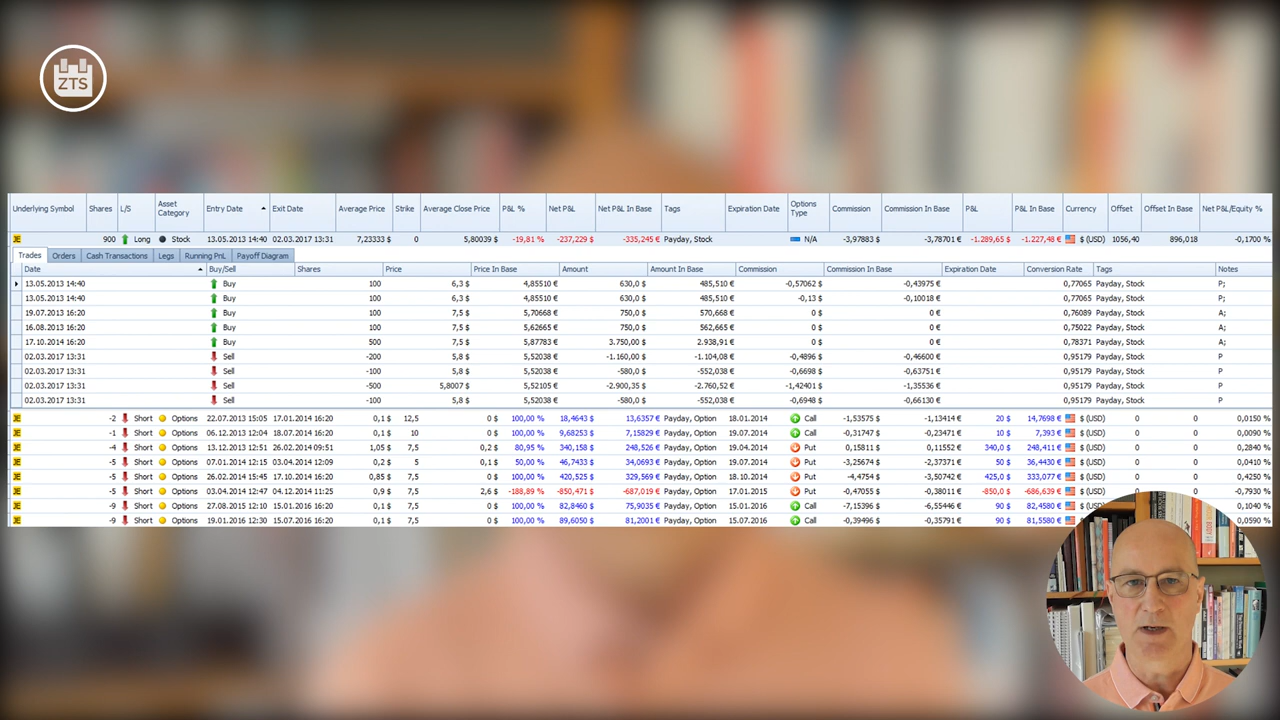 ZTS
Underlying Symbol Shares L/S Asset Category Entry Date Exit Date Average Price Strike Average Close Price P&L % Net P&L Net P&L In Base Tags Expiration Date Options Type Commission Commission In Base P&L P&L In Base Currency Offset Offset In Base Net P&L/Equity %
JE 900 Long Stock 13.05.2013 14:40 02.03.2017 13:31 7,23333 $ 0 5,80039 $ -19,81 % -237,229 $ -335,245 € Payday, Stock N/A -3,97883 $ -3,78701 € -1.289,65 $ -1.227,48 € $ (USD) 1056,40 896,018 -0,1700 %
Trades Orders Cash Transactions Legs Running PnL Payoff Diagram
Date Buy/Sell Shares Price Price In Base Amount Amount In Base Commission Commission In Base Expiration Date Conversion Rate Tags Notes
13.05.2013 14:40 Buy 100 6,3 $ 4,85510 € 630,0 $ 485,510 € -0,57062 $ -0,43975 € 0,77065 Payday, Stock P;
13.05.2013 14:40 Buy 100 6,3 $ 4,85510 € 630,0 $ 485,510 € -0,13 $ -0,10018 € 0,77065 Payday, Stock P;
19.07.2013 16:20 Buy 100 7,5 $ 5,70668 € 750,0 $ 570,668 € 0 $ 0 € 0,76089 Payday, Stock A;
16.08.2013 16:20 Buy 100 7,5 $ 5,62665 € 750,0 $ 562,665 € 0 $ 0 € 0,75022 Payday, Stock A;
17.10.2014 16:20 Buy 500 7,5 $ 5,87783 € 3.750,00 $ 2.938,91 € 0 $ 0 € 0,78371 Payday, Stock A;
02.03.2017 13:31 Sell -200 5,8 $ 5,52038 € -1.160,00 $ -1.104,08 € -0,4896 $ -0,46600 € 0,95179 Payday, Stock P
02.03.2017 13:31 Sell -100 5,8 $ 5,52038 € -580,0 $ -552,038 € -0,6698 $ -0,63751 € 0,95179 Payday, Stock P
02.03.2017 13:31 Sell -500 5,8007 $ 5,52105 € -2.900,35 $ -2.760,52 € -1,42401 $ -1,35536 € 0,95179 Payday, Stock P
02.03.2017 13:31 Sell -100 5,8 $ 5,52038 € -580,0 $ -552,038 € -0,6948 $ -0,66130 € 0,95179 Payday, Stock P
JE -2 Short Options 22.07.2013 15:05 17.01.2014 16:20 0,1 $ 12,5 0 $ 100,00 % 18,4643 $ 13,6357 € Payday, Option 18.01.2014 Call -1,53575 $ -1,13414 € 20 $ 14,7698 € $ (USD) 0 0 0,0150 %
JE -1 Short Options 06.12.2013 12:04 18.07.2014 16:20 0,1 $ 10 0 $ 100,00 % 9,68253 $ 7,15829 € Payday, Option 19.07.2014 Call -0,31747 $ -0,23471 € 10 $ 7,393 € $ (USD) 0 0 0,0090 %
JE -4 Short Options 13.12.2013 12:51 26.02.2014 09:51 1,05 $ 7,5 0,2 $ 80,95 % 340,158 $ 248,526 € Payday, Option 19.04.2014 Put 0,15811 $ 0,11552 € 340,0 $ 248,411 € $ (USD) 0 0 0,2840 %
JE -5 Short Options 07.01.2014 12:15 03.04.2014 12:09 0,2 $ 5 0,1 $ 50,00 % 46,7433 $ 34,0693 € Payday, Option 19.07.2014 Put -3,25674 $ -2,37371 € 50 $ 36,4430 € $ (USD) 0 0 0,0410 %
JE -5 Short Options 26.02.2014 15:45 17.10.2014 16:20 0,85 $ 7,5 0 $ 100,00 % 420,525 $ 329,569 € Payday, Option 18.10.2014 Put -4,4754 $ -3,50742 € 425,0 $ 333,077 € $ (USD) 0 0 0,4250 %
JE -5 Short Options 03.04.2014 12:47 04.12.2014 11:25 0,9 $ 7,5 2,6 $ -188,89 % -850,471 $ -687,019 € Payday, Option 17.01.2015 Put -0,47055 $ -0,38011 € -850,0 $ -686,639 € $ (USD) 0 0 -0,7930 %
JE -9 Short Options 27.08.2015 12:10 15.01.2016 16:20 0,1 $ 7,5 0 $ 100,00 % 82,8460 $ 75,9035 € Payday, Option 15.01.2016 Call -7,15396 $ -6,55446 € 90 $ 82,4580 € $ (USD) 0 0 0,1040 %
JE -9 Short Options 19.01.2016 12:30 15.07.2016 16:20 0,1 $ 7,5 0 $ 100,00 % 89,6050 $ 81,2001 € Payday, Option 15.07.2016 Call -0,39496 $ -0,35791 € 90 $ 81,5580 € $ (USD) 0 0 0,0590 %